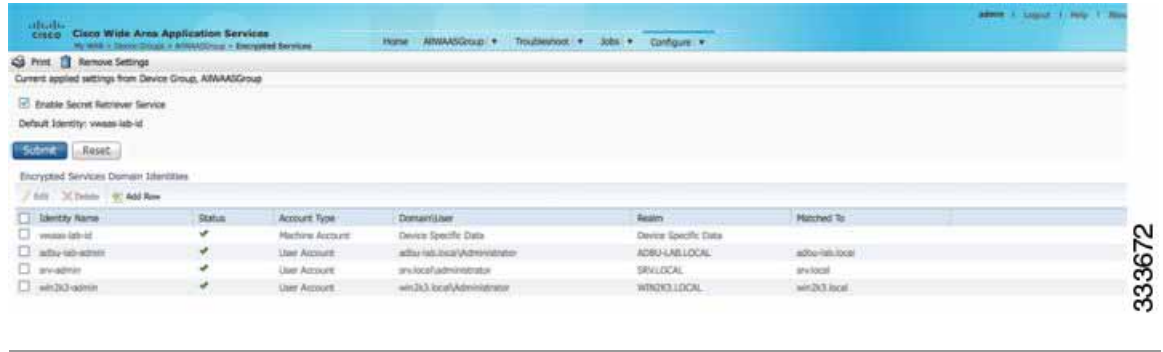 admin | Logout | Help |
cisco Cisco Wide Area Application Services
My WAN > Device Groups > AllWAASGroup > Encrypted Services
Home AllWAASGroup Troubleshoot Jobs Configure
Print Remove Settings
Current applied settings from Device Group, AllWAASGroup
Enable Secret Retriever Service
Default Identity: vwaas-lab-id
Submit Reset
Encrypted Services Domain Identities
Edit Delete Add Row
Identity Name Status Account Type Domain\User Realm Matched To
vwaas-lab-id Machine Account Device Specific Data Device Specific Data
adbu-lab-admin User Account adbu-lab.local\Administrator ADBU-LAB.LOCAL adbu-lab.local
srv-admin User Account srv.local\administrator SRV.LOCAL srv.local
win2k3-admin User Account win2k3.local\Administrator WIN2K3.LOCAL win2k3.local
333672